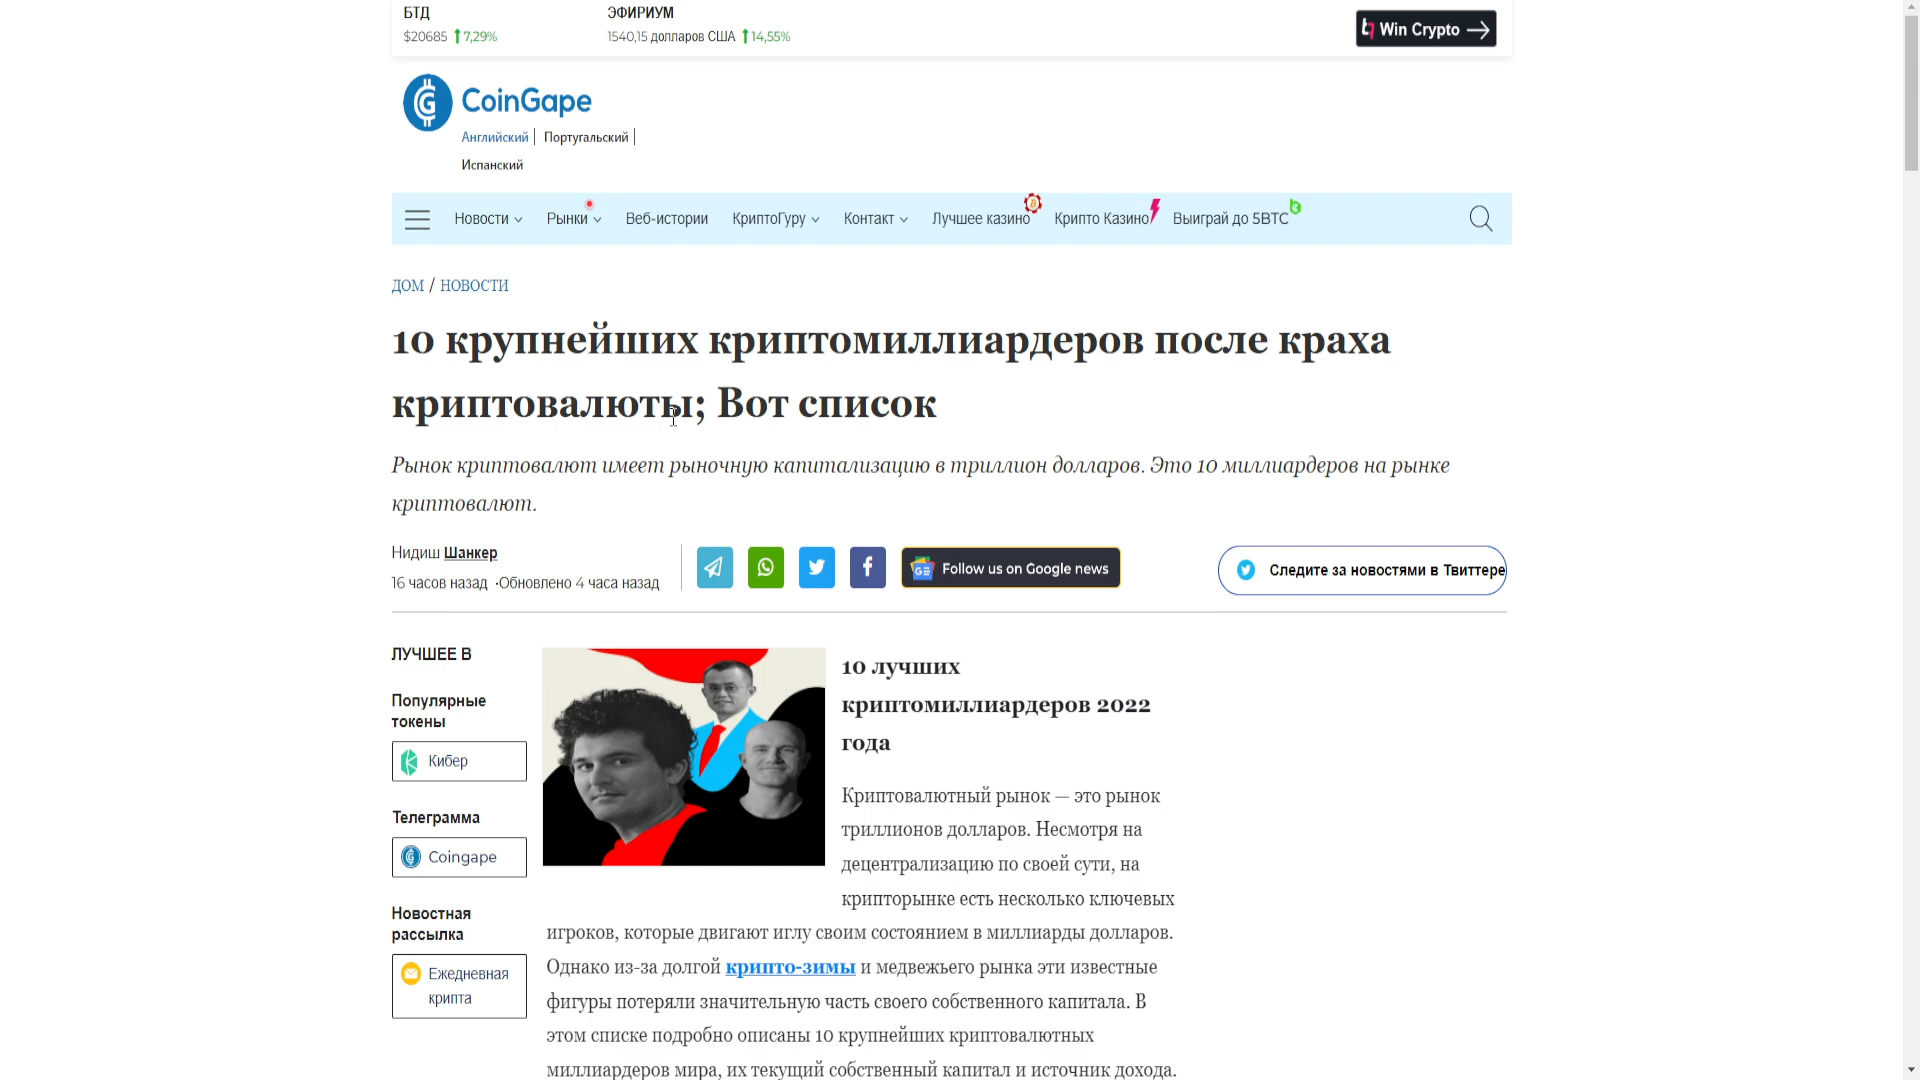 БТД
$20685 7,29%
ЭФИРИУМ
1540,15 долларов США 14,55%
Win Crypto
CoinGape
Английский | Португальский |
Испанский
Новости Рынки Веб-истории КриптоГуру Контакт Лучшее казино Крипто Казино Выиграй до 5BTC
ДОМ / НОВОСТИ
10 крупнейших криптомиллиардеров после краха
криптовалюты; Вот список
Рынок криптовалют имеет рыночную капитализацию в триллион долларов. Это 10 миллиардеров на рынке
криптовалют.
Нидиш Шанкер
16 часов назад ·Обновлено 4 часа назад
Follow us on Google news
Следите за новостями в Твиттере
ЛУЧШЕЕ В
Популярные
токены
Кибер
Телеграмма
Coingape
Новостная
рассылка
Ежедневная
крипта
10 лучших
криптомиллиардеров 2022
года
Криптовалютный рынок — это рынок
триллионов долларов. Несмотря на
децентрализацию по своей сути, на
крипторынке есть несколько ключевых
игроков, которые двигают иглу своим состоянием в миллиарды долларов.
Однако из-за долгой крипто-зимы и медвежьего рынка эти известные
фигуры потеряли значительную часть своего собственного капитала. В
этом списке подробно описаны 10 крупнейших криптовалютных
миллиардеров мира, их текущий собственный капитал и источник дохода.